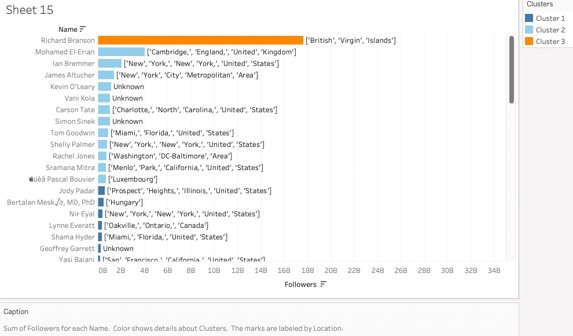 Sheet 15
Clusters
Cluster 1
Cluster 2
Cluster 3
Name
Richard Branson ['British', 'Virgin', 'Islands']
Mohamed El-Erian ['Cambridge,', 'England,', 'United', 'Kingdom']
Ian Bremmer ['New', 'York,', 'New', 'York,', 'United', 'States']
James Altucher ['New', 'York', 'City', 'Metropolitan', 'Area']
Kevin O'Leary Unknown
Vani Kola Unknown
Carson Tate ['Charlotte,', 'North', 'Carolina,', 'United', 'States']
Simon Sinek Unknown
Tom Goodwin ['Miami,', 'Florida,', 'United', 'States']
Shelly Palmer ['New', 'York,', 'New', 'York,', 'United', 'States']
Rachel Jones ['Washington', 'DC-Baltimore', 'Area']
Sramana Mitra ['Menlo', 'Park,', 'California,', 'United', 'States']
Pascal Bouvier ['Luxembourg']
Jody Padar ['Prospect', 'Heights,', 'Illinois,', 'United', 'States']
Bertalan Mesk√≥, MD, PhD ['Hungary']
Nir Eyal ['New', 'York,', 'New', 'York,', 'United', 'States']
Lynne Everatt ['Oakville,', 'Ontario,', 'Canada']
Shama Hyder ['Miami,', 'Florida,', 'United', 'States']
Geoffrey Garrett Unknown
Yasi Baiani ['San', 'Francisco,', 'California,', 'United', 'States']
0B 2B 4B 6B 8B 10B 12B 14B 16B 18B 20B 22B 24B 26B 28B 30B 32B 34B
Followers
Caption
Sum of Followers for each Name. Color shows details about Clusters. The marks are labeled by Location.